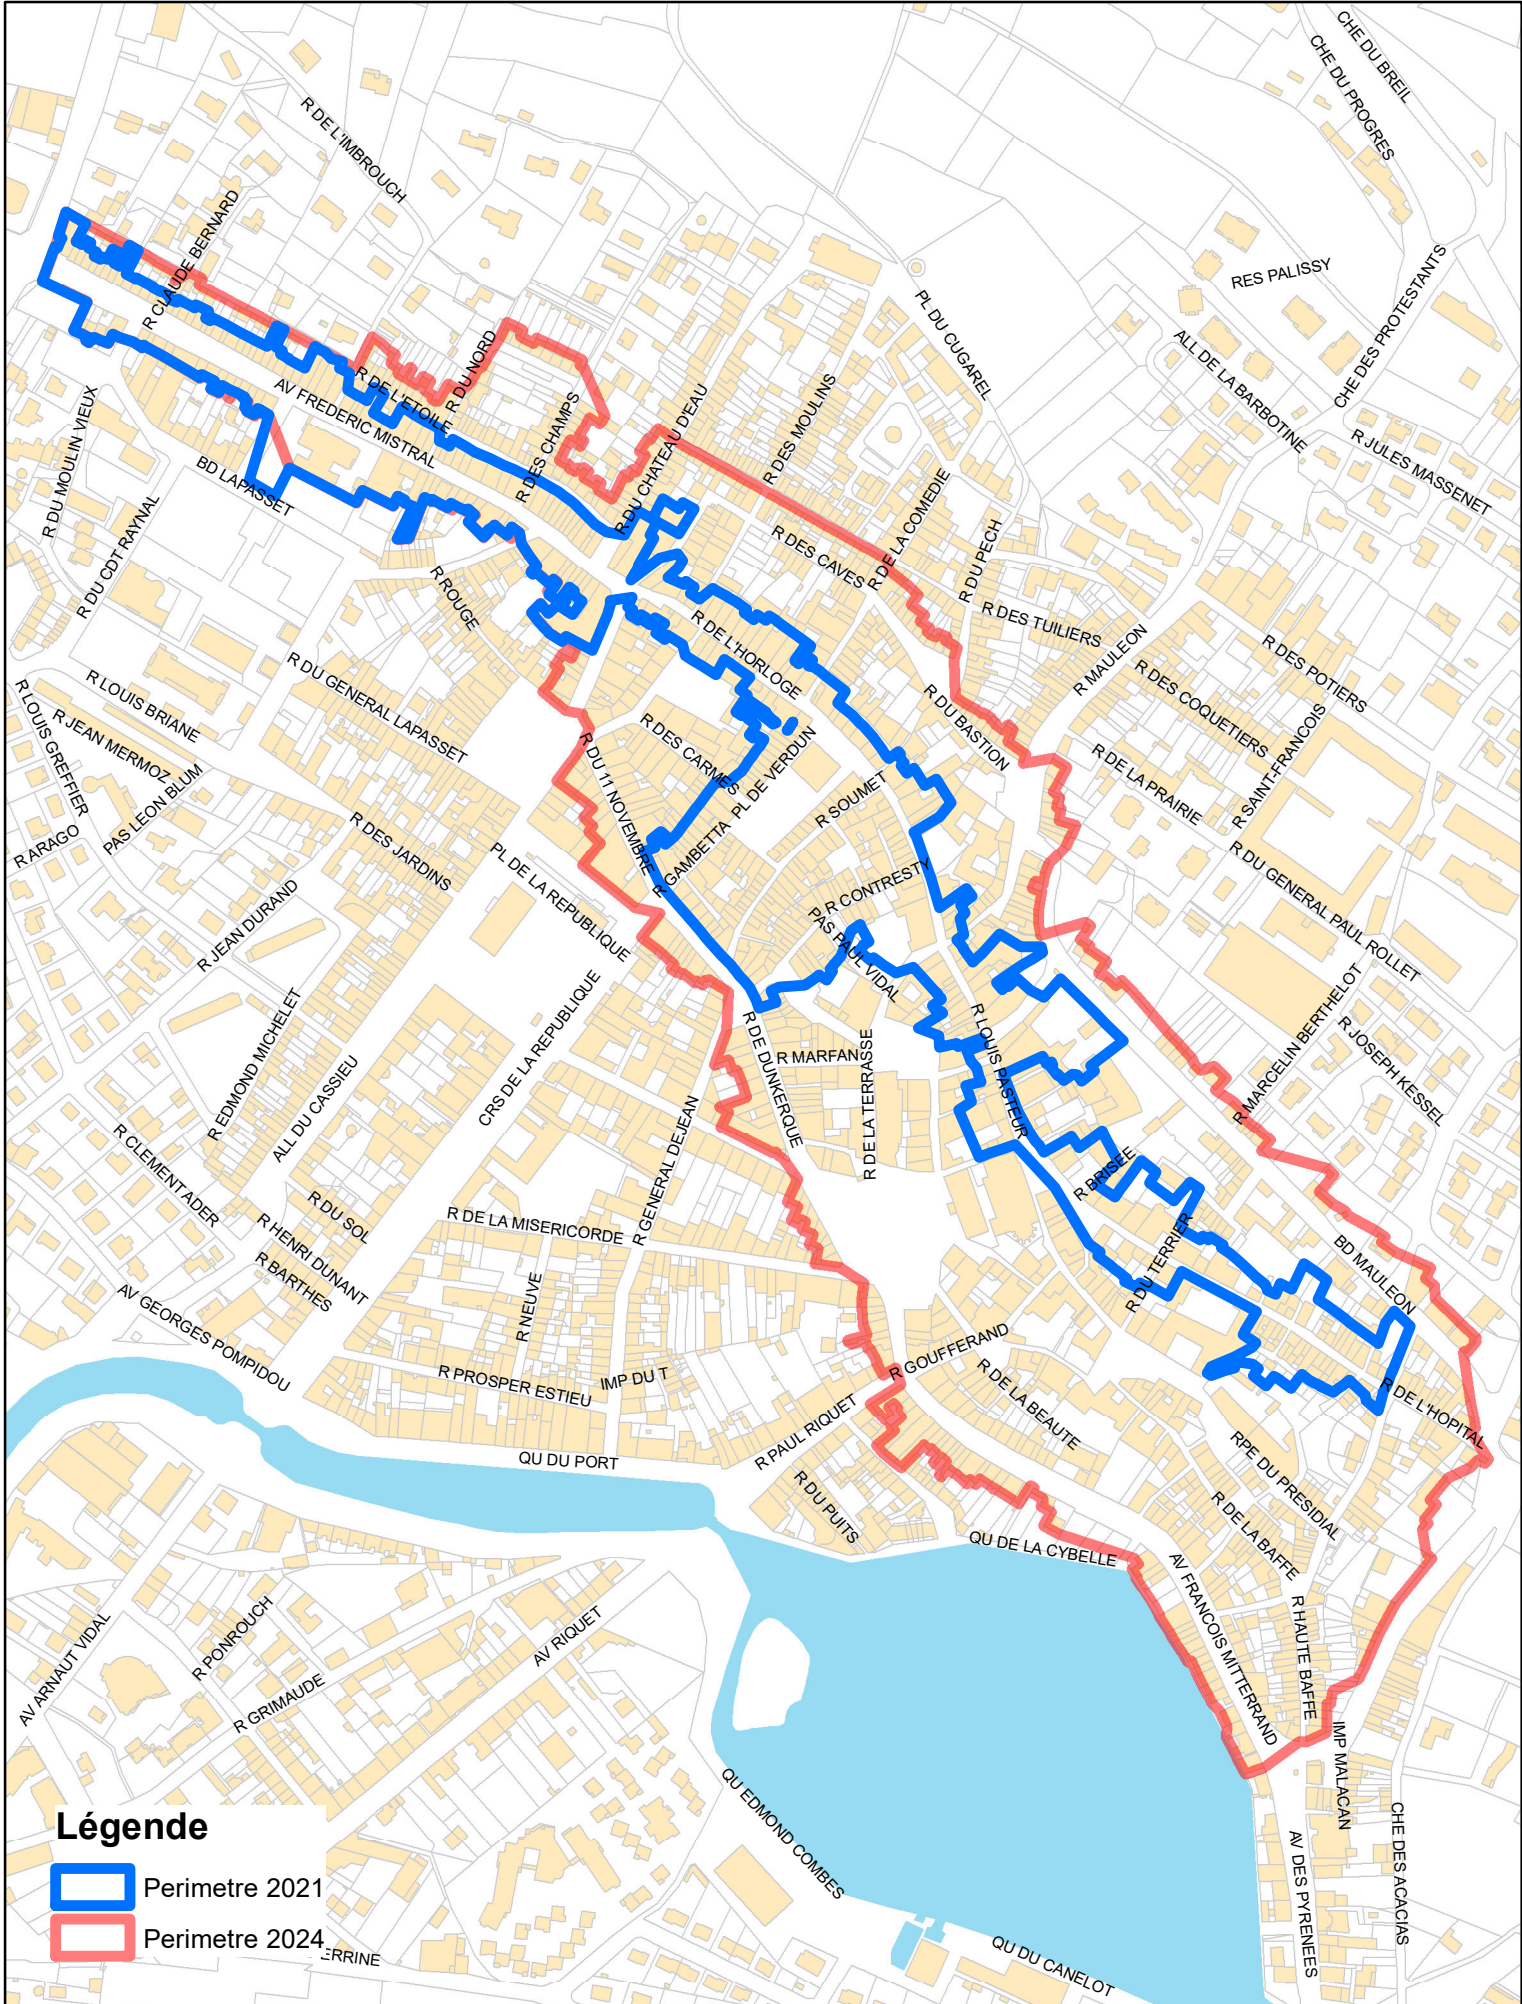 CHE DU BREIL
CHE DU PROGRES
R DE L'IMBROUCH
R CLAUDE BERNARD
RES PALISSY
CHE DES PROTESTANTS
PL DU CUGAREL
ALL DE LA BARBOTINE
R DU NORD
R DE L'ETOILE
AV FREDERIC MISTRAL
R DES CHAMPS
R DU CHATEAU D'EAU
R DES MOULINS
R JULES MASSENET
R DU MOULIN VIEUX
BD LAPASSET
R DU CDT RAYNAL
R DE LA COMEDIE
R DES CAVES
R DU PECH
R DES TUILIERS
R ROUGE
R DE L'HORLOGE
R MAULEON
R DES POTIERS
R DES COQUETIERS
R DU GENERAL LAPASSET
R LOUIS BRIANE
R LOUIS GREFFIER
R JEAN MERMOZ
PAS LEON BLUM
R ARAGO
R DU BASTION
R DES CARMES
R DU 11 NOVEMBRE
PL DE VERDUN
R GAMBETTA
R SOUMET
R DE LA PRAIRIE
R SAINT-FRANCOIS
R DES JARDINS
PL DE LA REPUBLIQUE
R CONTRESTY
PAS PAUL VIDAL
R DU GENERAL PAUL ROLLET
R JEAN DURAND
R EDMOND MICHELET
CRS DE LA REPUBLIQUE
R DE DUNKERQUE
R MARFAN
R DE LA TERRASSE
R LOUIS PASTEUR
R MARCELIN BERTHELOT
R JOSEPH KESSEL
ALL DU CASSIEU
R CLEMENT ADER
R GENERAL DEJEAN
R BRISEE
R DU SOL
R DE LA MISERICORDE
R HENRI DUNANT
R BARTHES
R DU TERRIER
BD MAULEON
AV GEORGES POMPIDOU
R NEUVE
R PROSPER ESTIEU
IMP DU T
R GOUFFERAND
R DE LA BEAUTE
R DE L'HOPITAL
R PAUL RIQUET
QU DU PORT
R DU PUITS
RPE DU PRESIDIAL
R DE LA BAFFE
QU DE LA CYBELLE
AV FRANCOIS MITTERRAND
R HAUTE BAFFE
AV ARNAUT VIDAL
R PONROUCH
AV RIQUET
R GRIMAUDE
IMP MALACAN
QU EDMOND COMBES
CHE DES ACACIAS
AV DES PYRENEES
QU DU CANELOT
Légende
Perimetre 2021
Perimetre 2024
ERRINE